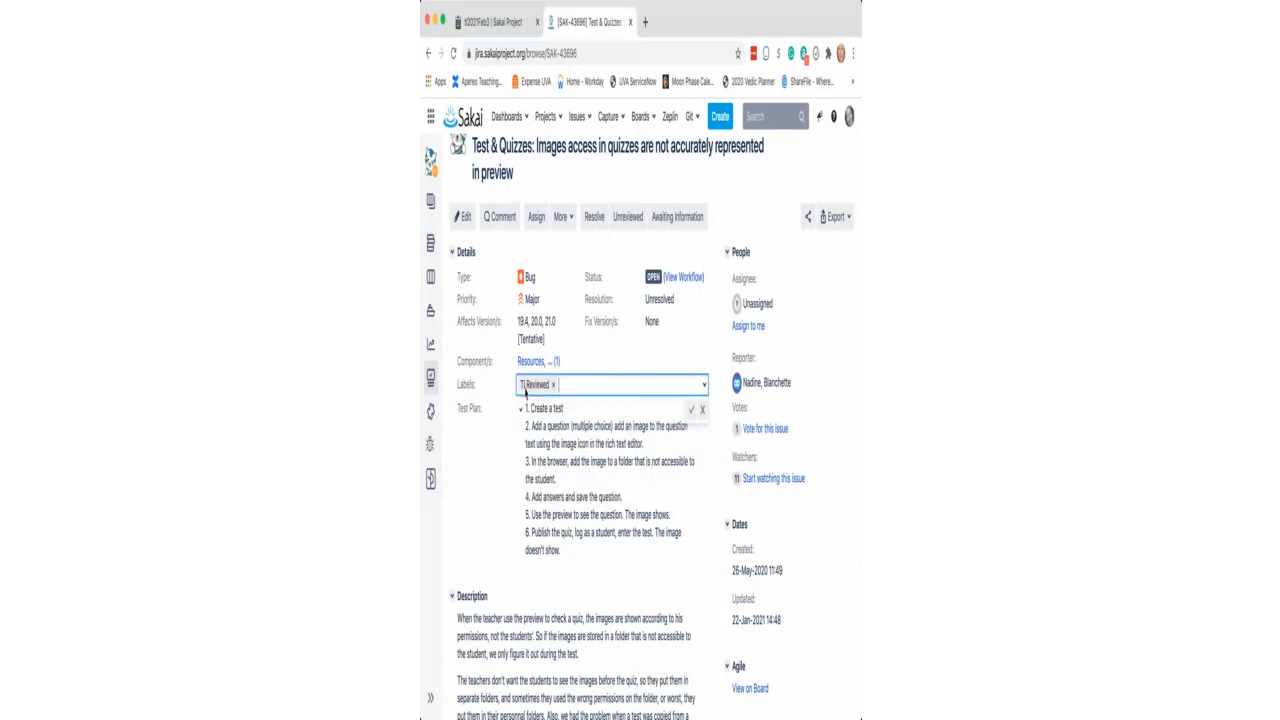 tl2021Feb3 | Sakai Project
[SAK-43696] Test & Quizzes:
jira.sakaiproject.org/browse/SAK-43696
Apps Apereo Teaching... Expense UVA Home - Workday UVA ServiceNow Moon Phase Cale... 2020 Vedic Planner ShareFile - Where...
Sakai Dashboards Projects Issues Capture Boards Zeplin Git Create Search
Test & Quizzes: Images access in quizzes are not accurately represented
in preview
Edit Comment Assign More Resolve Unreviewed Awaiting Information Export
Details
Type: Bug Status: OPEN (View Workflow)
Priority: Major Resolution: Unresolved
Affects Version/s: 19.4, 20.0, 21.0 Fix Version/s: None
[Tentative]
Component/s: Resources, ... (1)
Labels: Reviewed ×
Test Plan: 1. Create a test
2. Add a question (multiple choice) add an image to the question
text using the image icon in the rich text editor.
3. In the browser, add the image to a folder that is not accessible to
the student.
4. Add answers and save the question.
5. Use the preview to see the question. The image shows.
6. Publish the quiz, log as a student, enter the test. The image
doesn't show.
Description
When the teacher use the preview to check a quiz, the images are shown according to his
permissions, not the students'. So if the images are stored in a folder that is not accessible to
the student, we only figure it out during the test.
The teachers don't want the students to see the images before the quiz, so they put them in
separate folders, and sometimes they used the wrong permissions on the folder, or worst, they
put them in their personal folders. Also, we had the problem when a test was copied from a
People
Assignee:
Unassigned
Assign to me
Reporter:
Nadine, Blanchette
Votes:
1 Vote for this issue
Watchers:
11 Start watching this issue
Dates
Created:
26-May-2020 11:49
Updated:
22-Jan-2021 14:48
Agile
View on Board